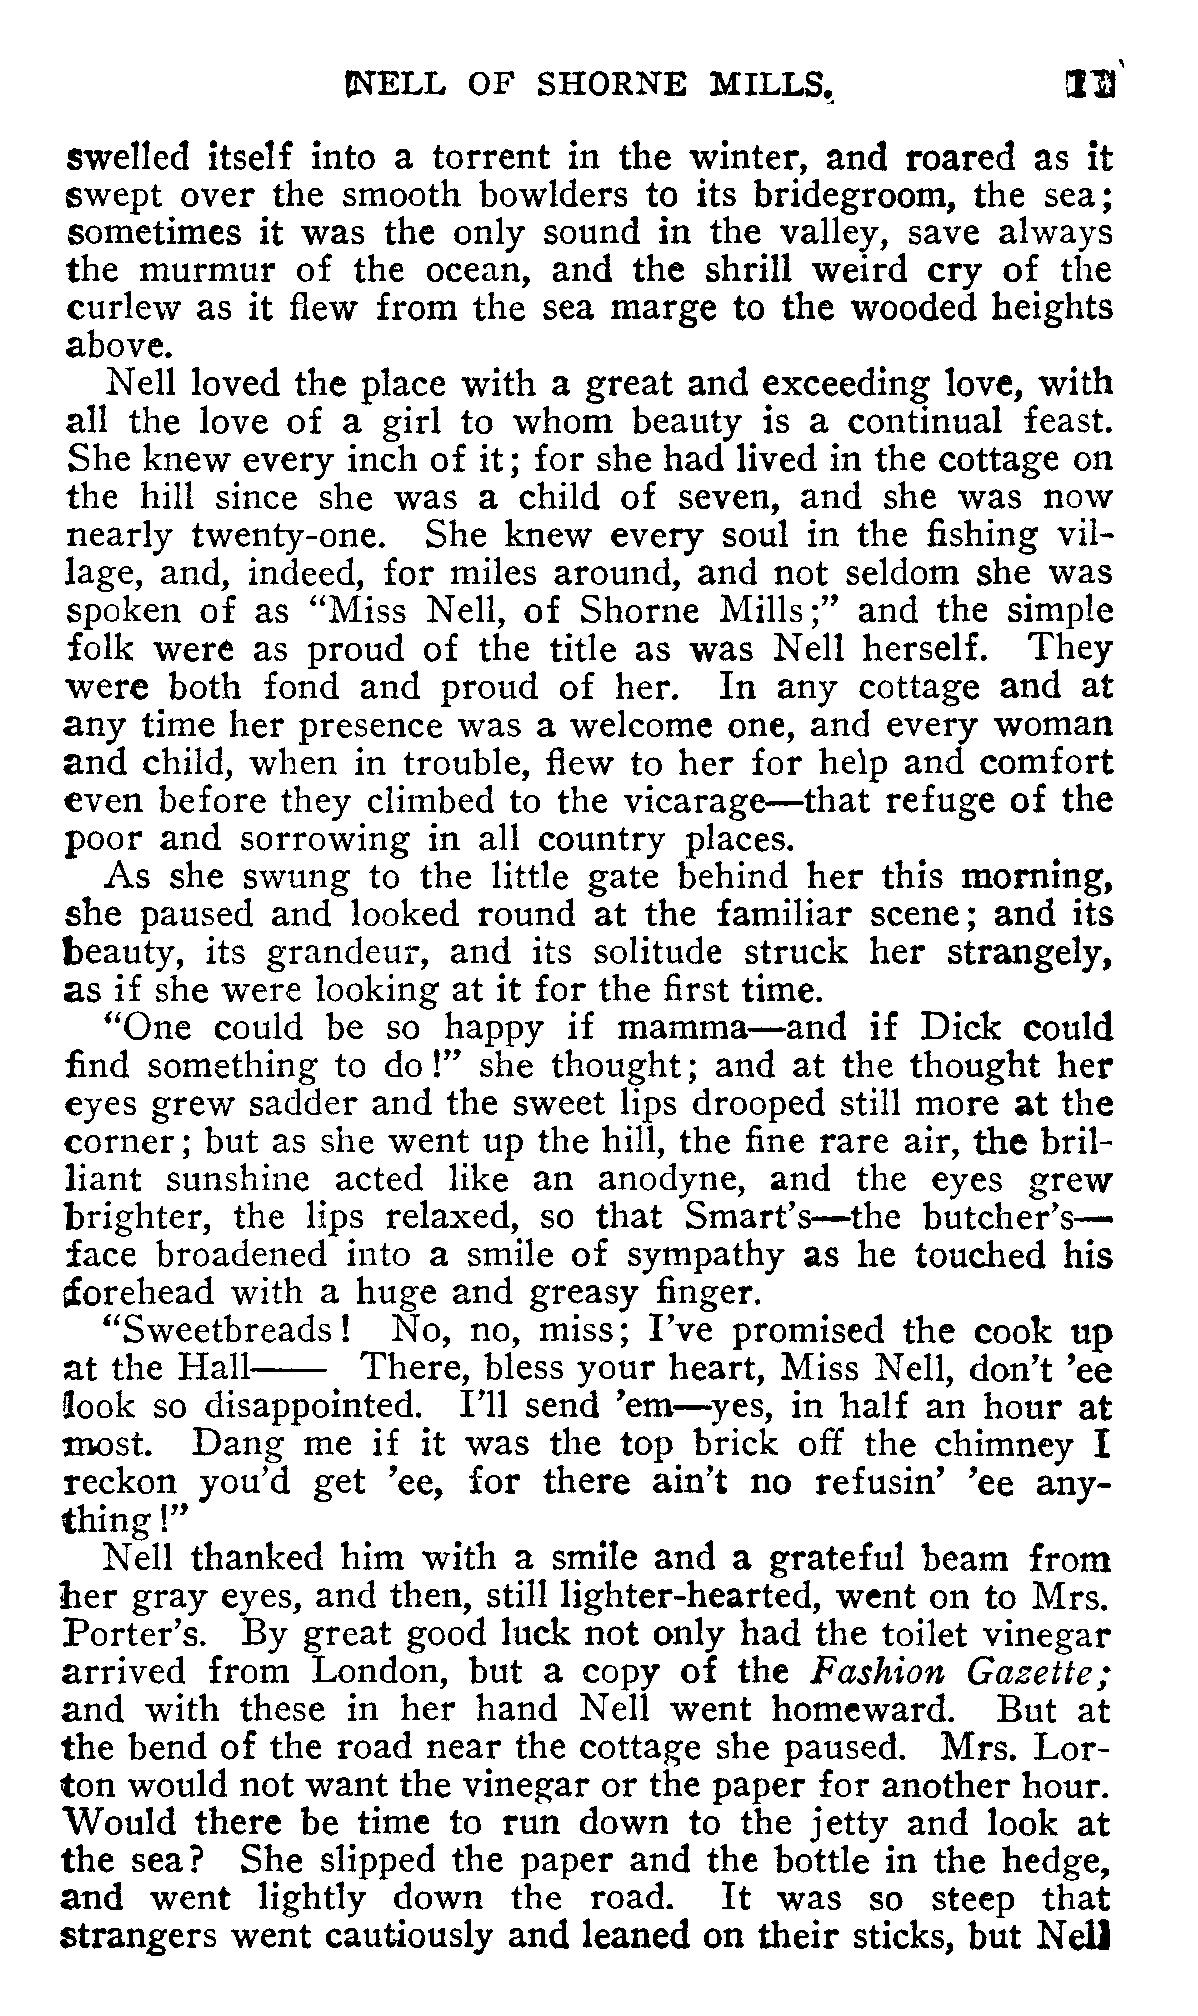 NELL OF SHORNE MILLS.
swelled itself into a torrent in the winter, and roared as it
swept over the smooth bowlders to its bridegroom, the sea;
sometimes it was the only sound in the valley, save always
the murmur of the ocean, and the shrill weird cry of the
curlew as it flew from the sea marge to the wooded heights
above.
Nell loved the place with a great and exceeding love, with
all the love of a girl to whom beauty is a continual feast.
She knew every inch of it; for she had lived in the cottage on
the hill since she was a child of seven, and she was now
nearly twenty-one. She knew every soul in the fishing vil-
lage, and, indeed, for miles around, and not seldom she was
spoken of as “Miss Nell, of Shorne Mills;” and the simple
folk were as proud of the title as was Nell herself. They
were both fond and proud of her. In any cottage and at
any time her presence was a welcome one, and every woman
and child, when in trouble, flew to her for help and comfort
even before they climbed to the vicarage—that refuge of the
poor and sorrowing in all country places.
As she swung to the little gate behind her this morning,
she paused and looked round at the familiar scene; and its
beauty, its grandeur, and its solitude struck her strangely,
as if she were looking at it for the first time.
“One could be so happy if mamma—and if Dick could
find something to do!” she thought; and at the thought her
eyes grew sadder and the sweet lips drooped still more at the
corner; but as she went up the hill, the fine rare air, the bril-
liant sunshine acted like an anodyne, and the eyes grew
brighter, the lips relaxed, so that Smart’s—the butcher’s—
face broadened into a smile of sympathy as he touched his
forehead with a huge and greasy finger.
“Sweetbreads! No, no, miss; I’ve promised the cook up
at the Hall—— There, bless your heart, Miss Nell, don’t ’ee
look so disappointed. I’ll send ’em—yes, in half an hour at
most. Dang me if it was the top brick off the chimney I
reckon you’d get ’ee, for there ain’t no refusin’ ’ee any-
thing!”
Nell thanked him with a smile and a grateful beam from
her gray eyes, and then, still lighter-hearted, went on to Mrs.
Porter’s. By great good luck not only had the toilet vinegar
arrived from London, but a copy of the Fashion Gazette;
and with these in her hand Nell went homeward. But at
the bend of the road near the cottage she paused. Mrs. Lor-
ton would not want the vinegar or the paper for another hour.
Would there be time to run down to the jetty and look at
the sea? She slipped the paper and the bottle in the hedge,
and went lightly down the road. It was so steep that
strangers went cautiously and leaned on their sticks, but Nell